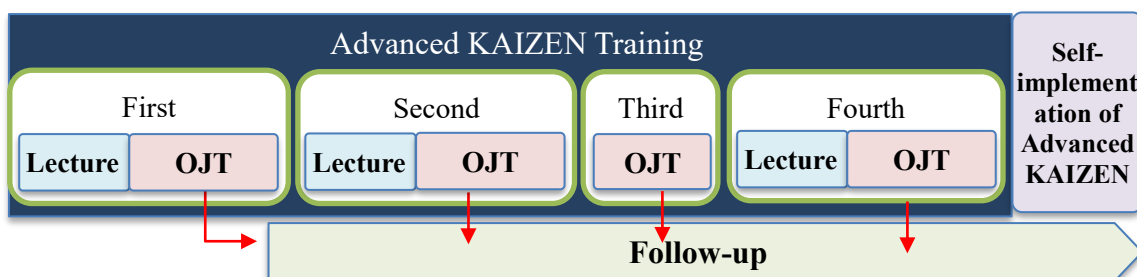 Advanced KAIZEN Training
First
Lecture OJT
Second
Lecture OJT
Third
OJT
Fourth
Lecture OJT
Self-
implement
ation of
Advanced
KAIZEN
Follow-up